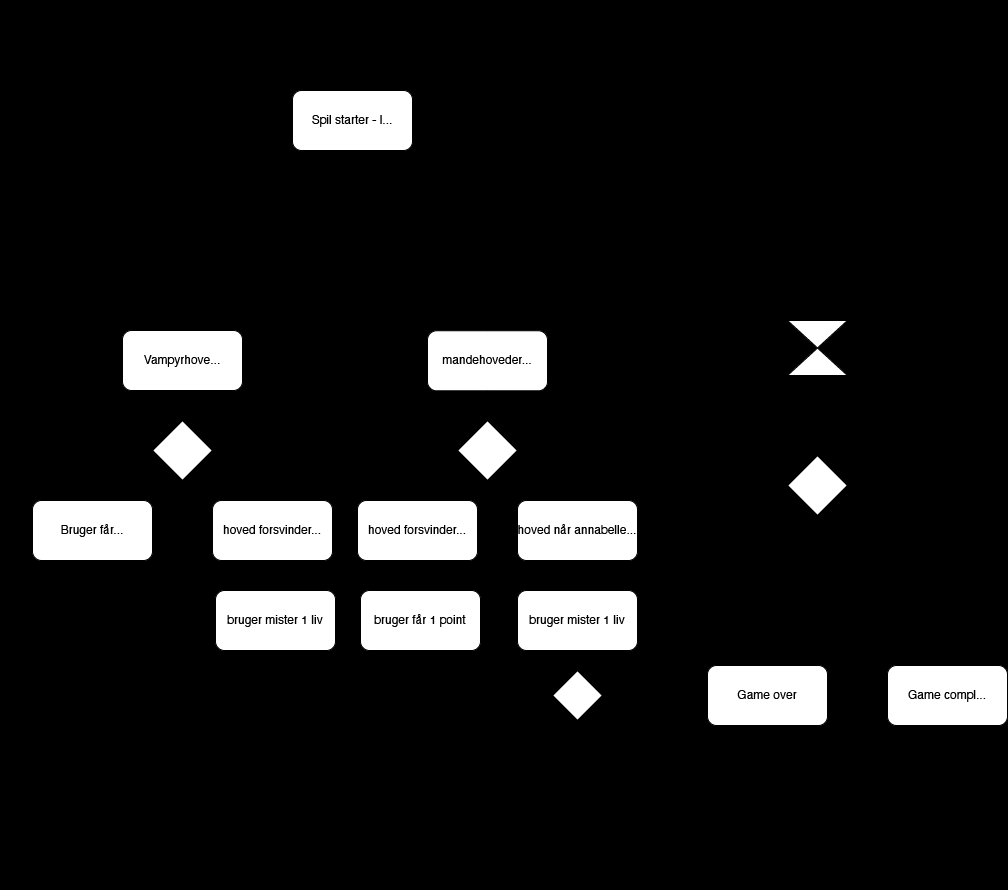 Spil starter - I...
Vampyrhove...
mandehoveder...
Bruger får...
hoved forsvinder...
hoved forsvinder...
hoved når annabelle...
bruger mister 1 liv
bruger får 1 point
bruger mister 1 liv
Game over
Game compl...